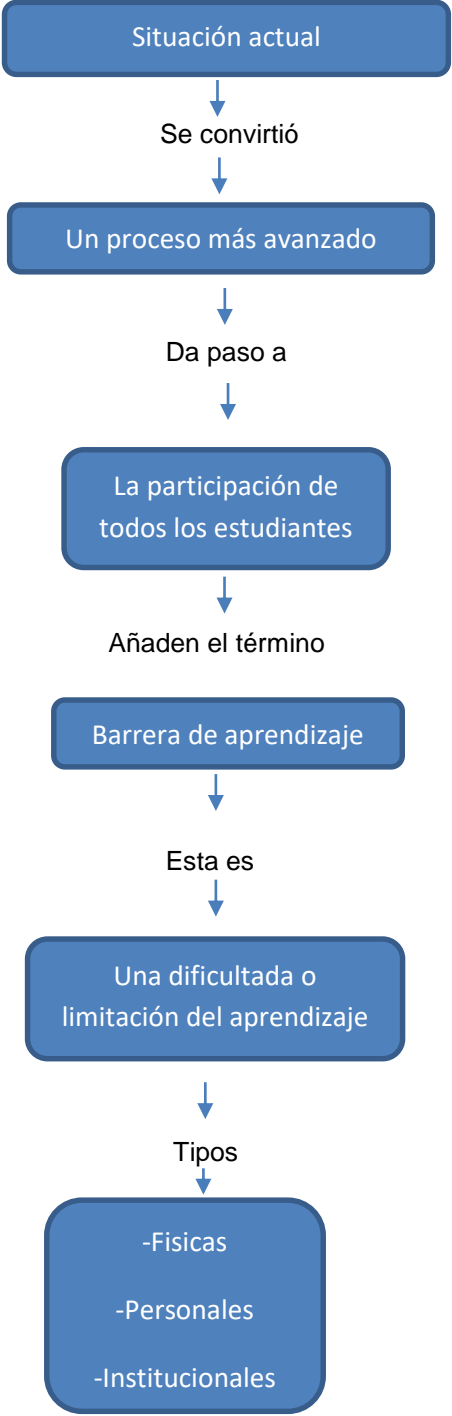 Situación actual
Se convirtió
Un proceso más avanzado
Da paso a
La participación de
todos los estudiantes
Añaden el término
Barrera de aprendizaje
Esta es
Una dificultada o
limitación del aprendizaje
Tipos
-Fisicas
-Personales
-Institucionales